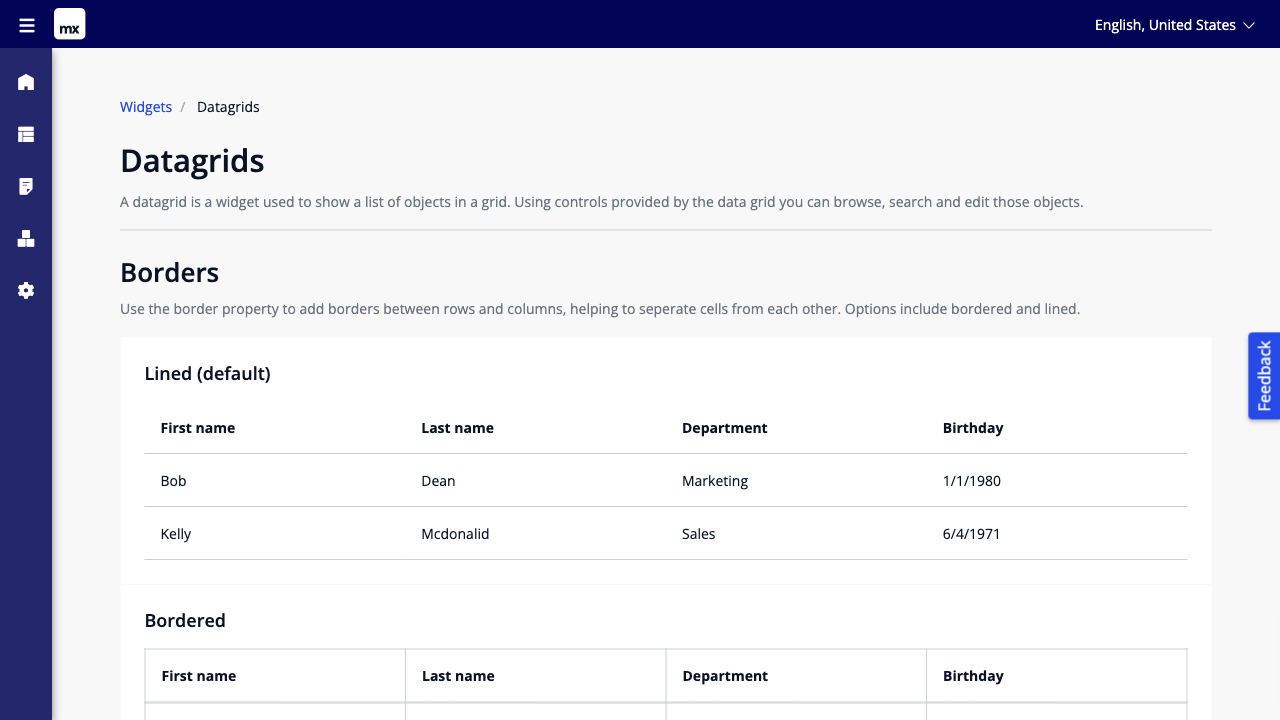 mx
English, United States
Widgets / Datagrids
Datagrids
A datagrid is a widget used to show a list of objects in a grid. Using controls provided by the data grid you can browse, search and edit those objects.
Borders
Use the border property to add borders between rows and columns, helping to seperate cells from each other. Options include bordered and lined.
Feedback
Lined (default)
First name Last name Department Birthday
Bob Dean Marketing 1/1/1980
Kelly Mcdonalid Sales 6/4/1971
Bordered
First name Last name Department Birthday